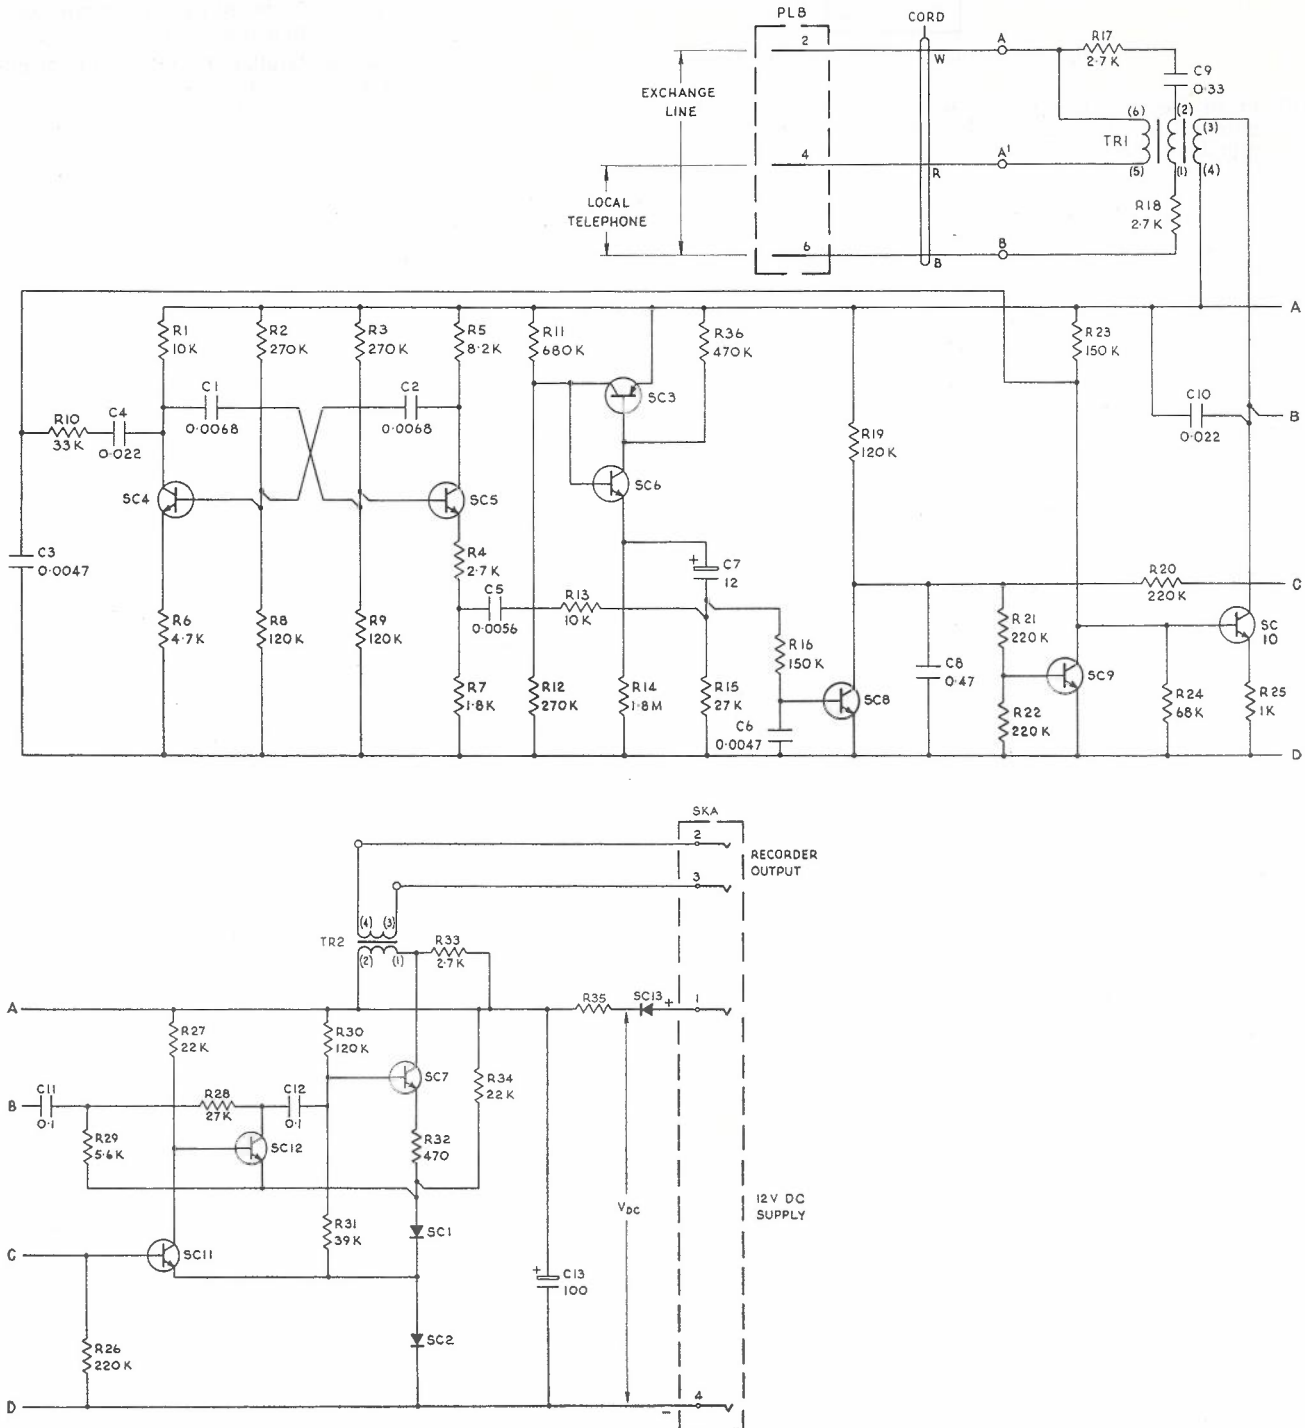 PLB
CORD
2
A
R17
2·7K
W
C9
0·33
EXCHANGE
LINE
(6)
(2)
(3)
TR1
4
A¹
R
(5)
(1)
(4)
LOCAL
TELEPHONE
R18
2·7K
6
B
B
A
R1
10K
R2
270K
R3
270K
R5
8·2K
R11
680K
R36
470K
R23
150K
SC3
C1
0·0068
C2
0·0068
C10
0·022
B
R10
33K
C4
0·022
R19
120K
SC4
SC5
SC6
C3
0·0047
R4
2·7K
+
C7
12
R20
220K
C
C5
0·0056
R13
10K
R6
4·7K
R8
120K
R9
120K
R16
150K
R21
220K
SC
10
C8
0·47
SC9
R7
1·8K
R12
270K
R14
1·8M
R15
27K
SC8
R24
68K
R25
1K
C6
0·0047
R22
220K
D
SKA
2
RECORDER
OUTPUT
3
(4)
(3)
TR2
(2)
(1)
R33
2·7K
A
R35
SC13
+
1
R27
22K
R30
120K
SC7
R34
22K
B
C11
0·1
R28
27K
C12
0·1
R29
5·6K
SC12
R32
470
VDC
12V DC
SUPPLY
R31
39K
SC1
C
SC11
+
C13
100
R26
220K
SC2
D
–
4